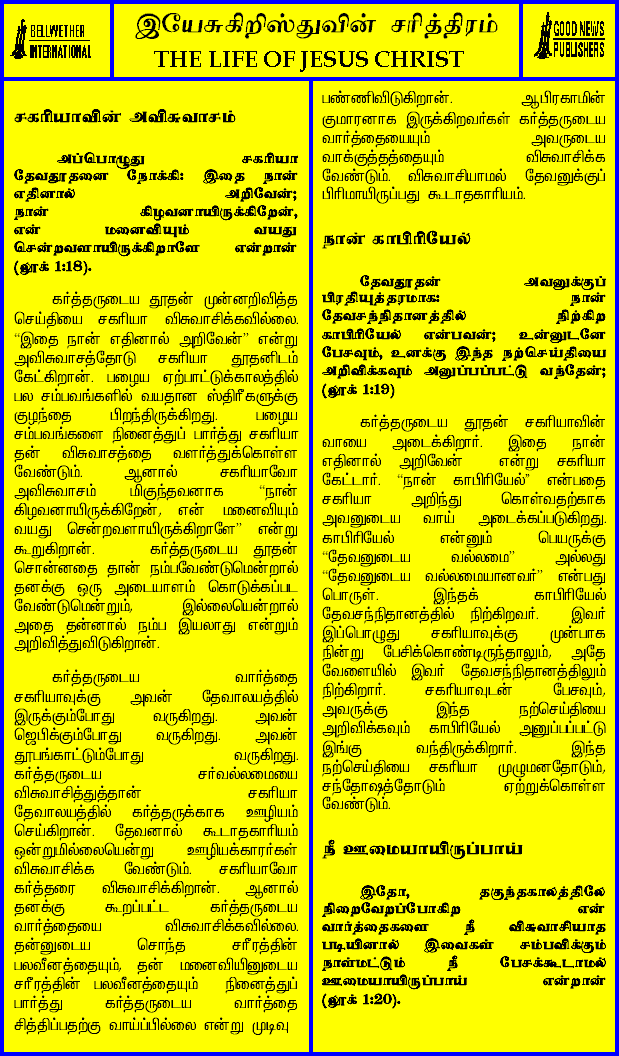 BELLWETHER
INTERNATIONAL
இயேசுகிறிஸ்துவின் சரித்திரம்
THE LIFE OF JESUS CHRIST
GOOD NEWS
PUBLISHERS
சகரியாவின் அவிசுவாசம்
அப்பொழுது சகரியா
தேவதூதனை நோக்கி: இதை நான்
எதினால் அறிவேன்;
நான் கிழவனாயிருக்கிறேன்,
என் மனைவியும் வயது
சென்றவளாயிருக்கிறாளே என்றான்
(லூக் 1:18).
கர்த்தருடைய தூதன் முன்னறிவித்த
செய்தியை சகரியா விசுவாசிக்கவில்லை.
“இதை நான் எதினால் அறிவேன்” என்று
அவிசுவாசத்தோடு சகரியா தூதனிடம்
கேட்கிறான். பழைய ஏற்பாட்டுக்காலத்தில்
பல சம்பவங்களில் வயதான ஸ்திரீகளுக்கு
குழந்தை பிறந்திருக்கிறது. பழைய
சம்பவங்களை நினைத்துப் பார்த்து சகரியா
தன் விசுவாசத்தை வளர்த்துக்கொள்ள
வேண்டும். ஆனால் சகரியாவோ
அவிசுவாசம் மிகுந்தவனாக “நான்
கிழவனாயிருக்கிறேன், என் மனைவியும்
வயது சென்றவளாயிருக்கிறாளே” என்று
கூறுகிறான். கர்த்தருடைய தூதன்
சொன்னதை தான் நம்பவேண்டுமென்றால்
தனக்கு ஒரு அடையாளம் கொடுக்கப்பட
வேண்டுமென்றும், இல்லையென்றால்
அதை தன்னால் நம்ப இயலாது என்றும்
அறிவித்துவிடுகிறான்.
கர்த்தருடைய வார்த்தை
சகரியாவுக்கு அவன் தேவாலயத்தில்
இருக்கும்போது வருகிறது. அவன்
ஜெபிக்கும்போது வருகிறது. அவன்
தூபங்காட்டும்போது வருகிறது.
கர்த்தருடைய சர்வல்லமையை
விசுவாசித்துத்தான் சகரியா
தேவாலயத்தில் கர்த்தருக்காக ஊழியம்
செய்கிறான். தேவனால் கூடாதகாரியம்
ஒன்றுமில்லையென்று ஊழியக்காரர்கள்
விசுவாசிக்க வேண்டும். சகரியாவோ
கர்த்தரை விசுவாசிக்கிறான். ஆனால்
தனக்கு கூறப்பட்ட கர்த்தருடைய
வார்த்தையை விசுவாசிக்கவில்லை.
தன்னுடைய சொந்த சரீரத்தின்
பலவீனத்தையும், தன் மனைவியினுடைய
சரீரத்தின் பலவீனத்தையும் நினைத்துப்
பார்த்து கர்த்தருடைய வார்த்தை
சித்திப்பதற்கு வாய்ப்பில்லை என்று முடிவு
பண்ணிவிடுகிறான். ஆபிரகாமின்
குமாரனாக இருக்கிறவர்கள் கர்த்தருடைய
வார்த்தையையும் அவருடைய
வாக்குத்தத்தையும் விசுவாசிக்க
வேண்டும். விசுவாசியாமல் தேவனுக்குப்
பிரிமாயிருப்பது கூடாதகாரியம்.
நான் காபிரியேல்
தேவதூதன் அவனுக்குப்
பிரதியுத்தரமாக: நான்
தேவசந்நிதானத்தில் நிற்கிற
காபிரியேல் என்பவன்; உன்னுடனே
பேசவும், உனக்கு இந்த நற்செய்தியை
அறிவிக்கவும் அனுப்பப்பட்டு வந்தேன்;
(லூக் 1:19)
கர்த்தருடைய தூதன் சகரியாவின்
வாயை அடைக்கிறார். இதை நான்
எதினால் அறிவேன் என்று சகரியா
கேட்டார். “நான் காபிரியேல்” என்பதை
சகரியா அறிந்து கொள்வதற்காக
அவனுடைய வாய் அடைக்கப்படுகிறது.
காபிரியேல் என்னும் பெயருக்கு
“தேவனுடைய வல்லமை” அல்லது
“தேவனுடைய வல்லமையானவர்” என்பது
பொருள். இந்தக் காபிரியேல்
தேவசந்நிதானத்தில் நிற்கிறவர். இவர்
இப்பொழுது சகரியாவுக்கு முன்பாக
நின்று பேசிக்கொண்டிருந்தாலும், அதே
வேளையில் இவர் தேவசந்நிதானத்திலும்
நிற்கிறார். சகரியாவுடன் பேசவும்,
அவருக்கு இந்த நற்செய்தியை
அறிவிக்கவும் காபிரியேல் அனுப்பப்பட்டு
இங்கு வந்திருக்கிறார். இந்த
நற்செய்தியை சகரியா முழுமனதோடும்,
சந்தோஷத்தோடும் ஏற்றுக்கொள்ள
வேண்டும்.
நீ ஊமையாயிருப்பாய்
இதோ, தகுந்தகாலத்திலே
நிறைவேறப்போகிற என்
வார்த்தைகளை நீ விசுவாசியாத
படியினால் இவைகள் சம்பவிக்கும்
நாள்மட்டும் நீ பேசக்கூடாமல்
ஊமையாயிருப்பாய் என்றான்
(லூக் 1:20).